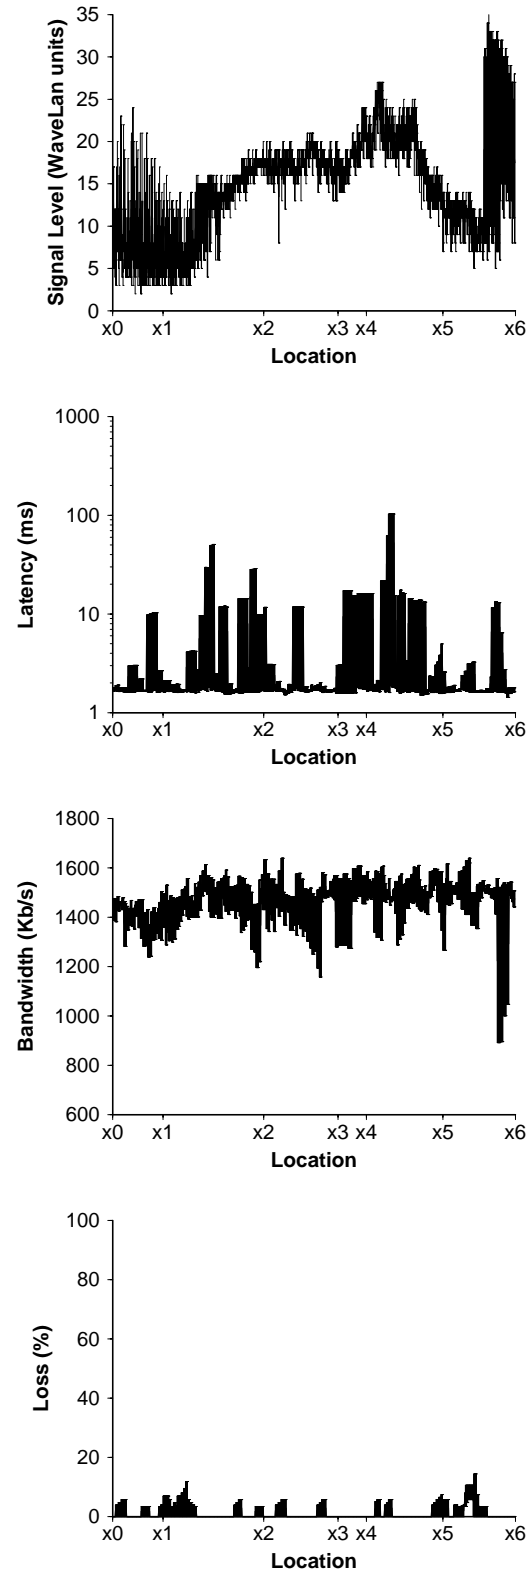 35
30
25
20
15
10
5
0
Signal Level (WaveLan units)
x0 x1 x2 x3 x4 x5 x6
Location
1000
100
10
1
Latency (ms)
x0 x1 x2 x3 x4 x5 x6
Location
1800
1600
1400
1200
1000
800
600
Bandwidth (Kb/s)
x0 x1 x2 x3 x4 x5 x6
Location
100
80
60
40
20
0
Loss (%)
x0 x1 x2 x3 x4 x5 x6
Location